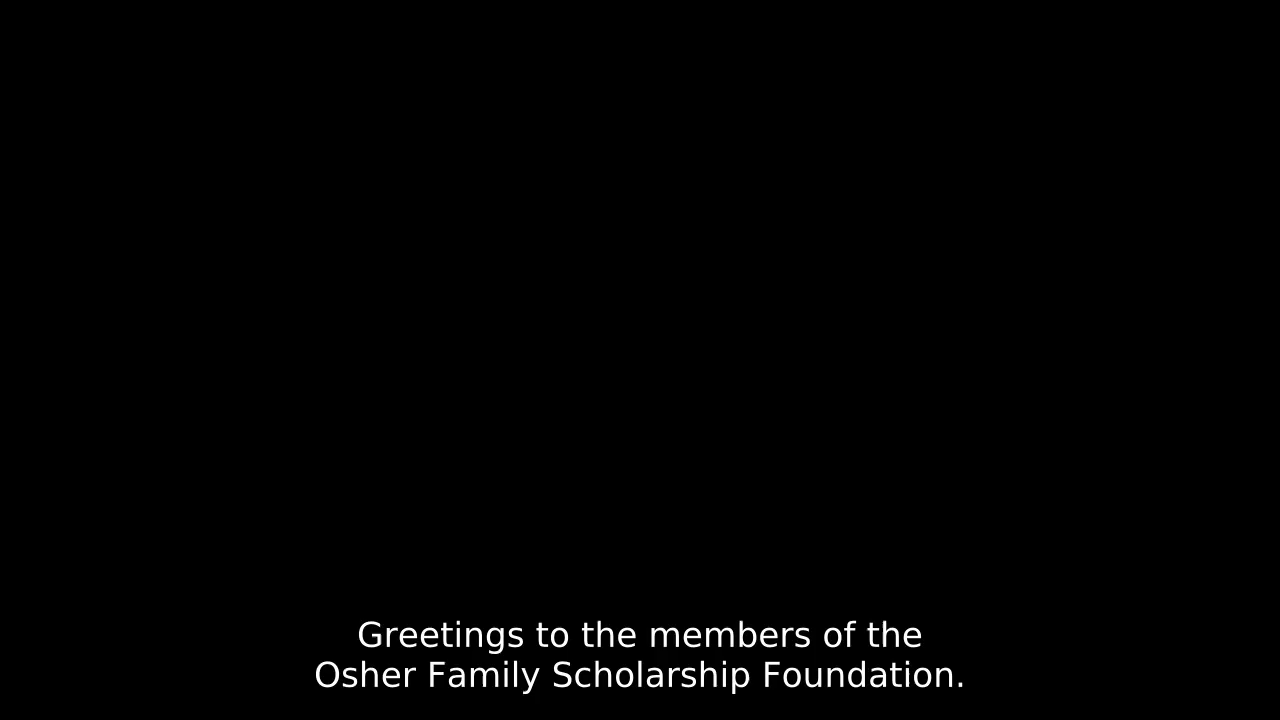 Greetings to the members of the
Osher Family Scholarship Foundation.